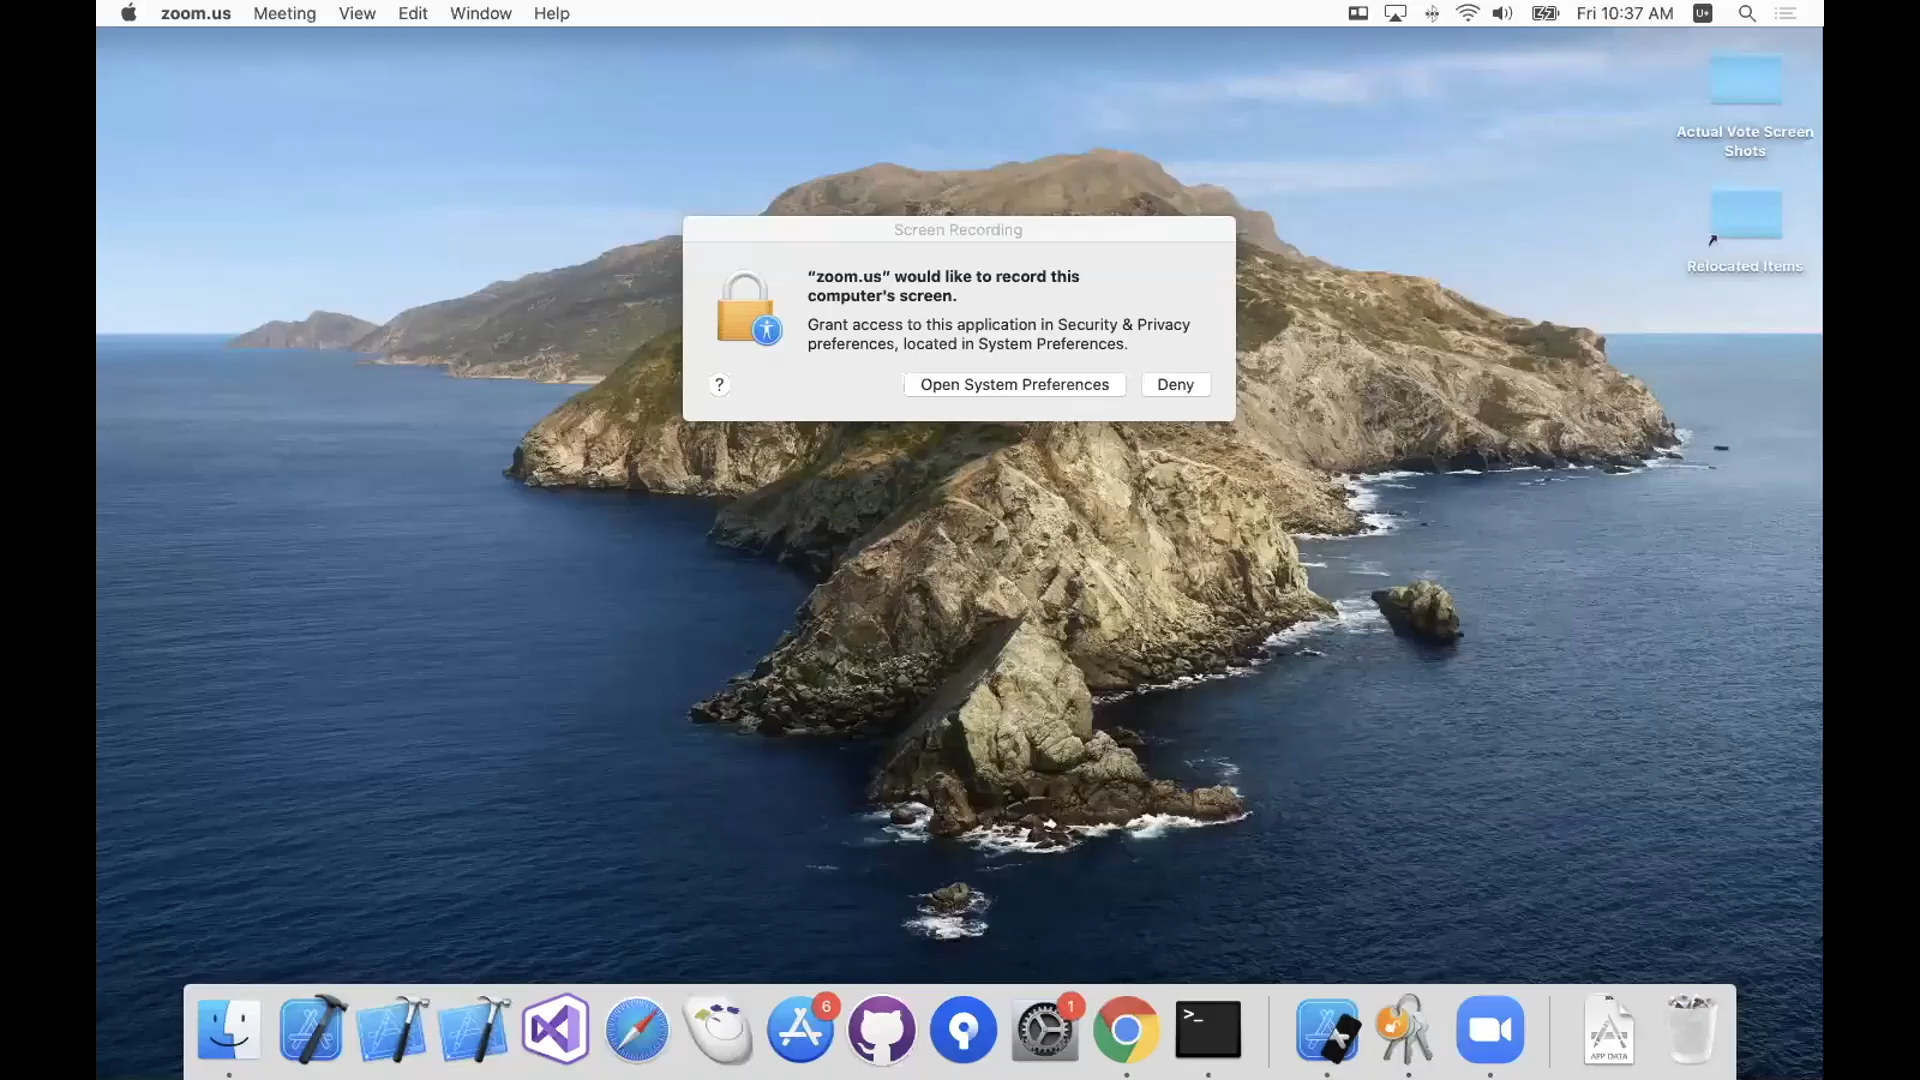 zoom.us Meeting View Edit Window Help Fri 10:37 AM U+
Actual Vote Screen
Shots
Relocated Items
Screen Recording
“zoom.us” would like to record this
computer's screen.
Grant access to this application in Security & Privacy
preferences, located in System Preferences.
? Open System Preferences Deny
6
1
>_
APP DATA